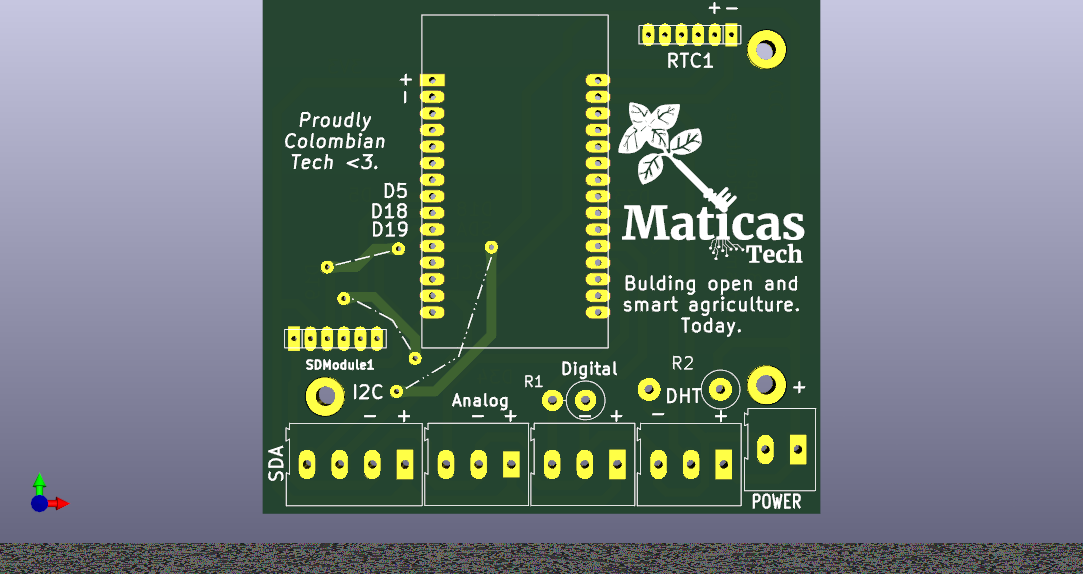 + −
RTC1
+
−
Proudly
Colombian
Tech <3.
D5
D18
D19
Maticas
Tech
Bulding open and
smart agriculture.
Today.
SDModule1
I2C
− +
Analog
− +
R1
Digital
− +
R2
DHT
− +
+
SDA
POWER